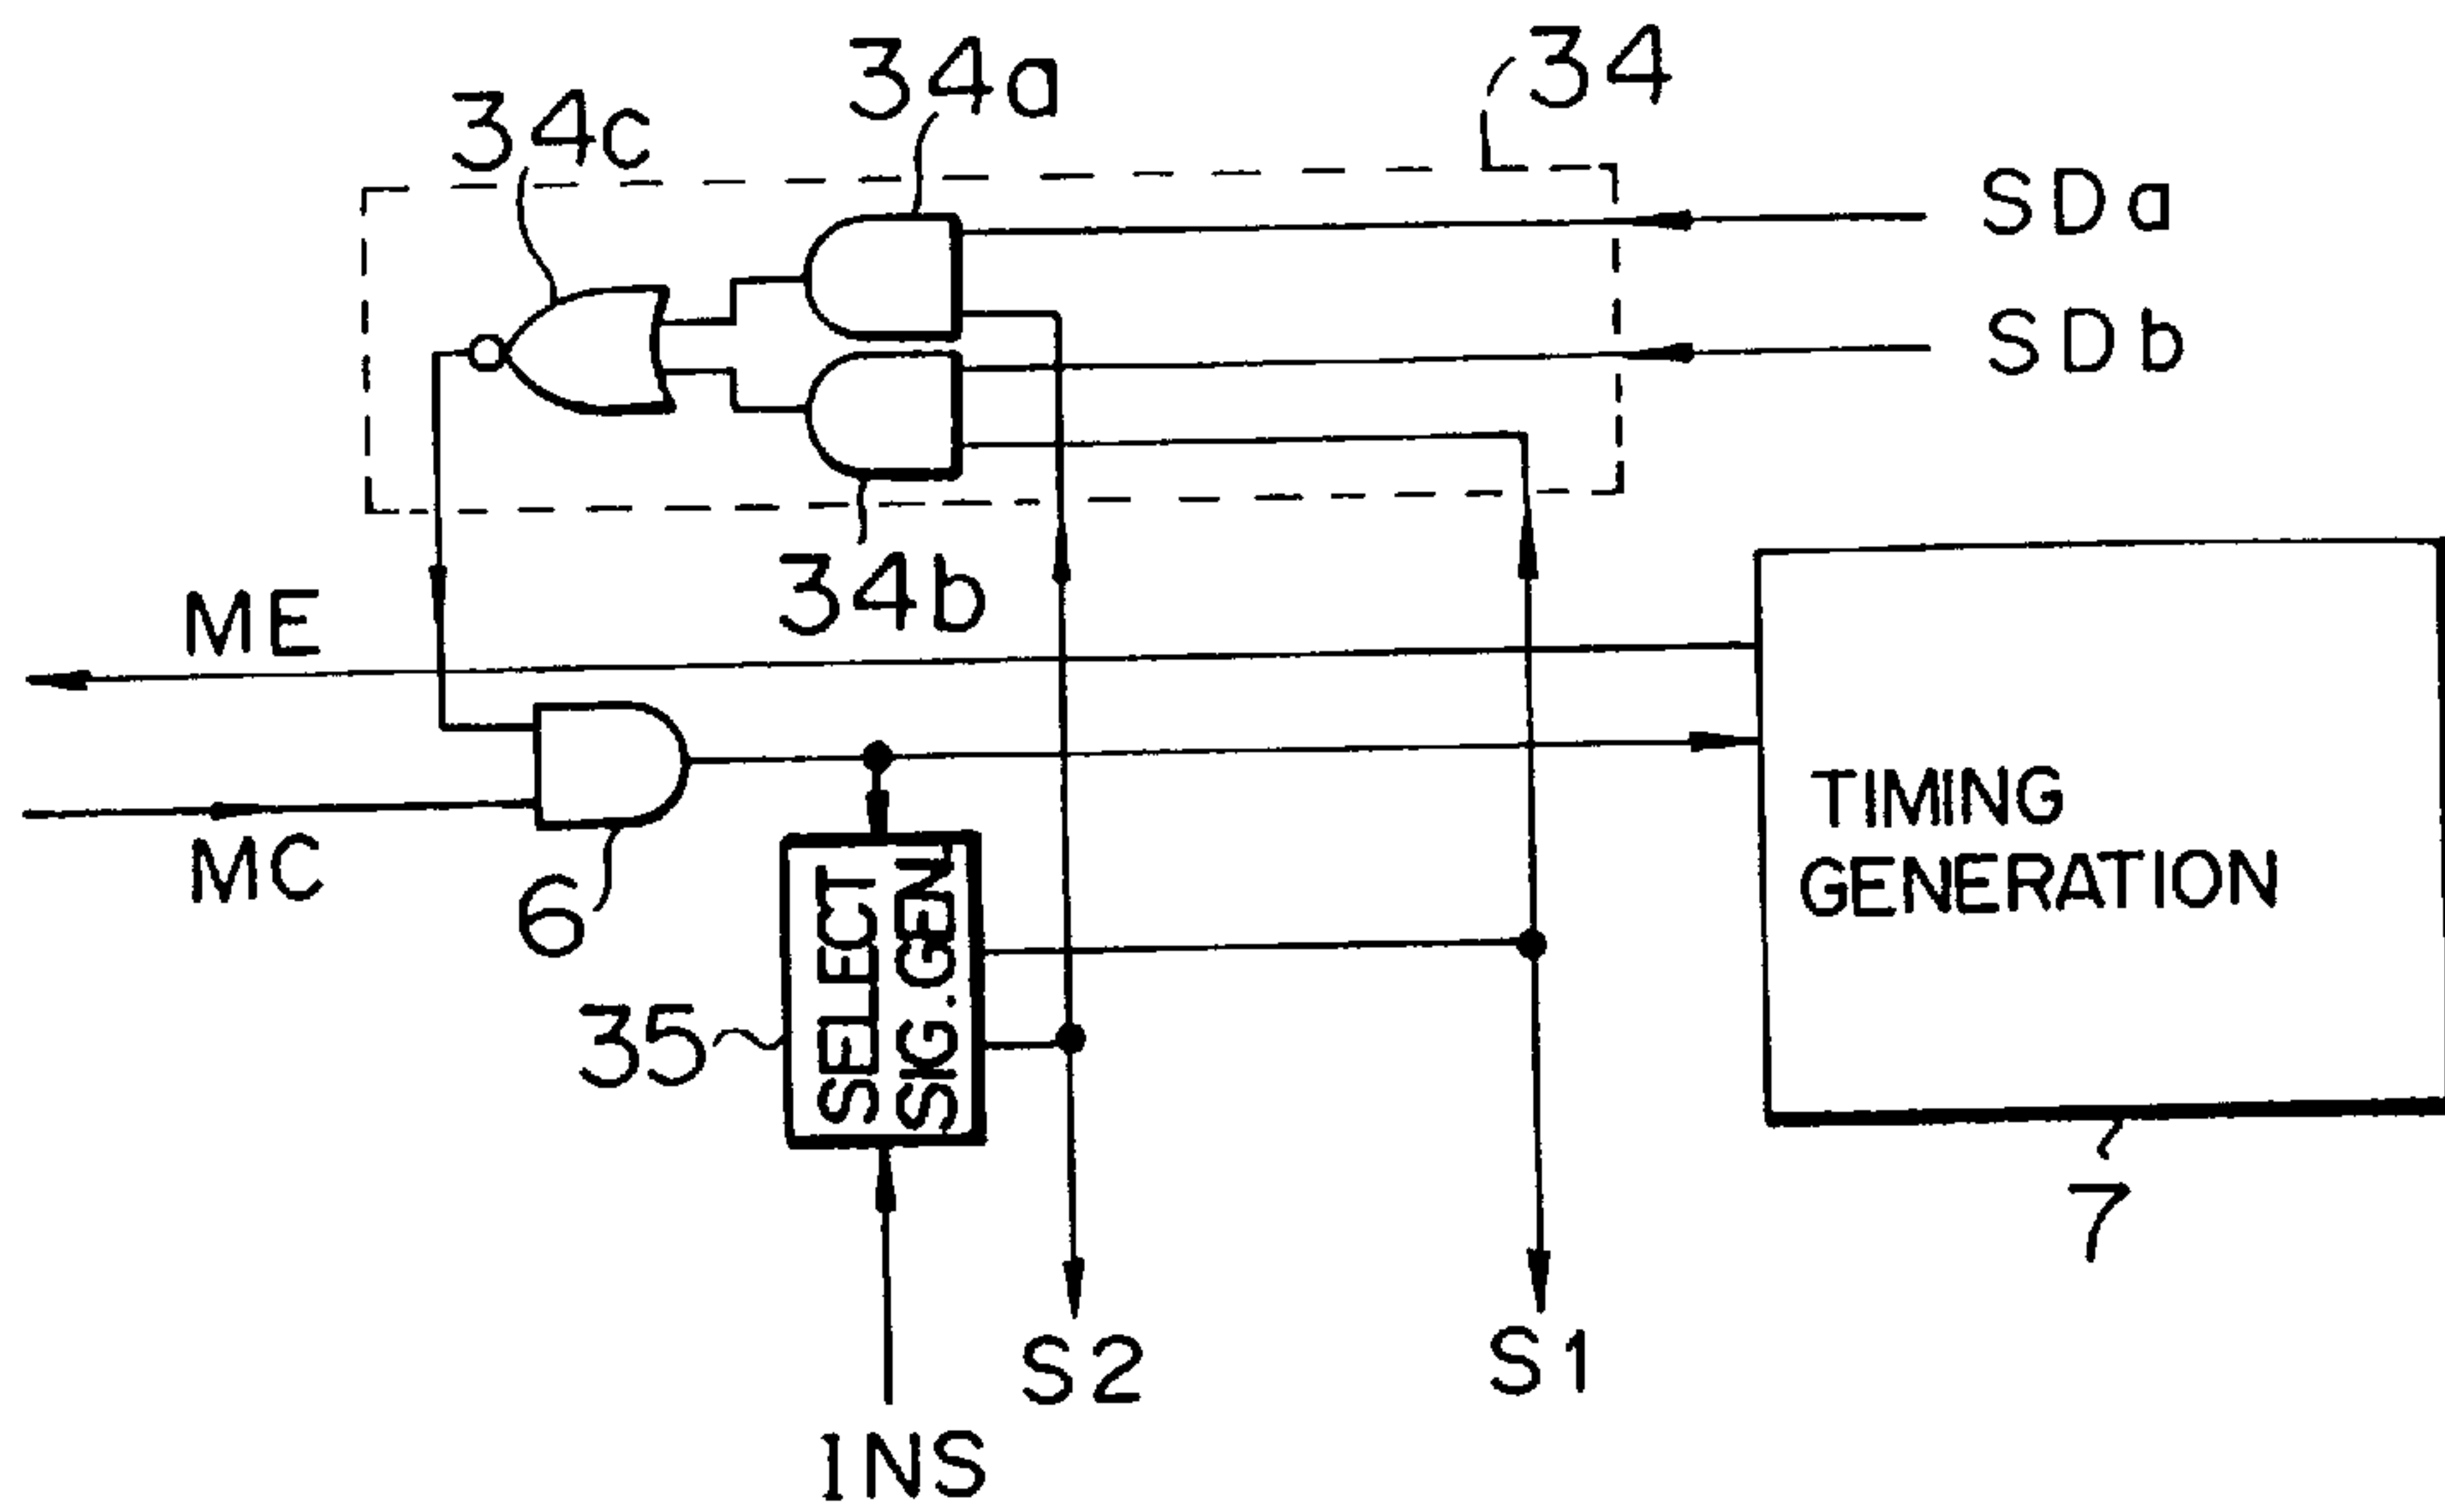 34
34a
34c
SDa
SDb
34b
ME
MC
6
TIMING
GENERATION
SELECT
SIG.GEN
35
7
S2
S1
INS